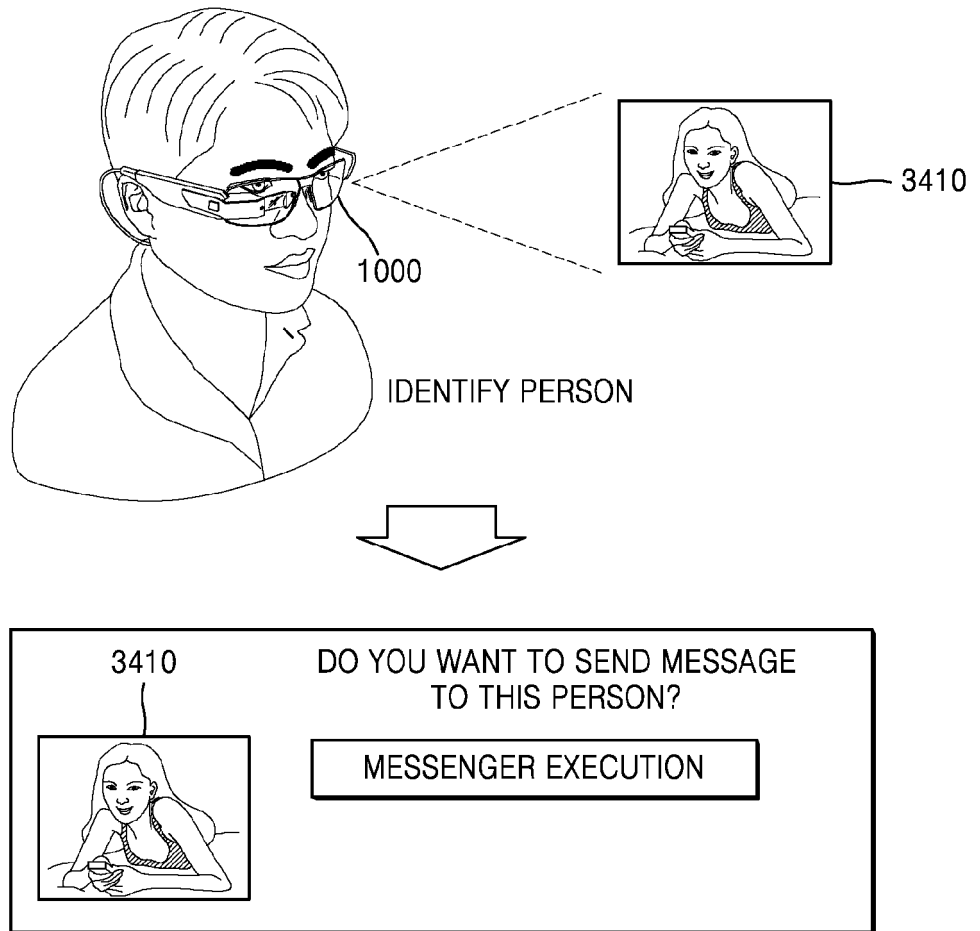 3410
1000
IDENTIFY PERSON
3410
DO YOU WANT TO SEND MESSAGE
TO THIS PERSON?
MESSENGER EXECUTION